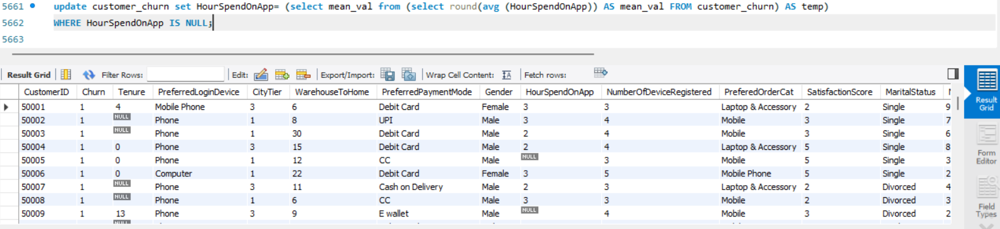 5661 update customer_churn set HourSpendOnApp= (select mean_val from (select round(avg (HourSpendOnApp)) AS mean_val FROM customer_churn) AS temp)
5662 WHERE HourSpendOnApp IS NULL;
5663
Result Grid Filter Rows: Edit: Export/Import: Wrap Cell Content: IA Fetch rows:
CustomerID Churn Tenure PreferredLoginDevice CityTier WarehouseToHome PreferredPaymentMode Gender HourSpendOnApp NumberOfDeviceRegistered PreferedOrderCat SatisfactionScore MaritalStatus
50001 1 4 Mobile Phone 3 6 Debit Card Female 3 3 Laptop & Accessory 2 Single 9
50002 1 NULL Phone 1 8 UPI Male 3 4 Mobile 3 Single 7
50003 1 NULL Phone 1 30 Debit Card Male 2 4 Mobile 3 Single 6
50004 1 0 Phone 3 15 Debit Card Male 2 4 Laptop & Accessory 5 Single 8
50005 1 0 Phone 1 12 CC Male NULL 3 Mobile 5 Single 3
50006 1 0 Computer 1 22 Debit Card Female 3 5 Mobile Phone 5 Single 2
50007 1 NULL Phone 3 11 Cash on Delivery Male 2 3 Laptop & Accessory 2 Divorced 4
50008 1 NULL Phone 1 6 CC Male 3 3 Mobile 2 Divorced 3
50009 1 13 Phone 3 9 E wallet Male NULL 4 Mobile 3 Divorced 2
NULL
Result
Grid
Form
Editor
Field
Types